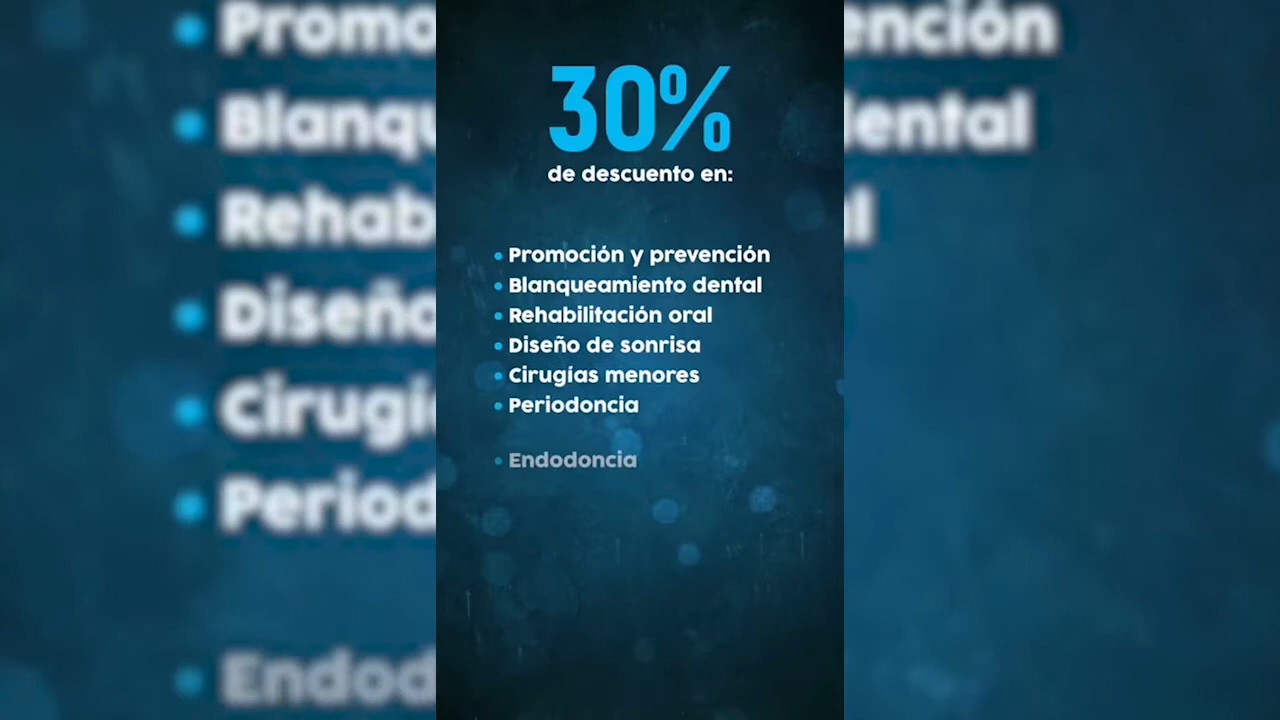 30%
de descuento en:
• Promoción y prevención
• Blanqueamiento dental
• Rehabilitación oral
• Diseño de sonrisa
• Cirugías menores
• Periodoncia
• Endodoncia